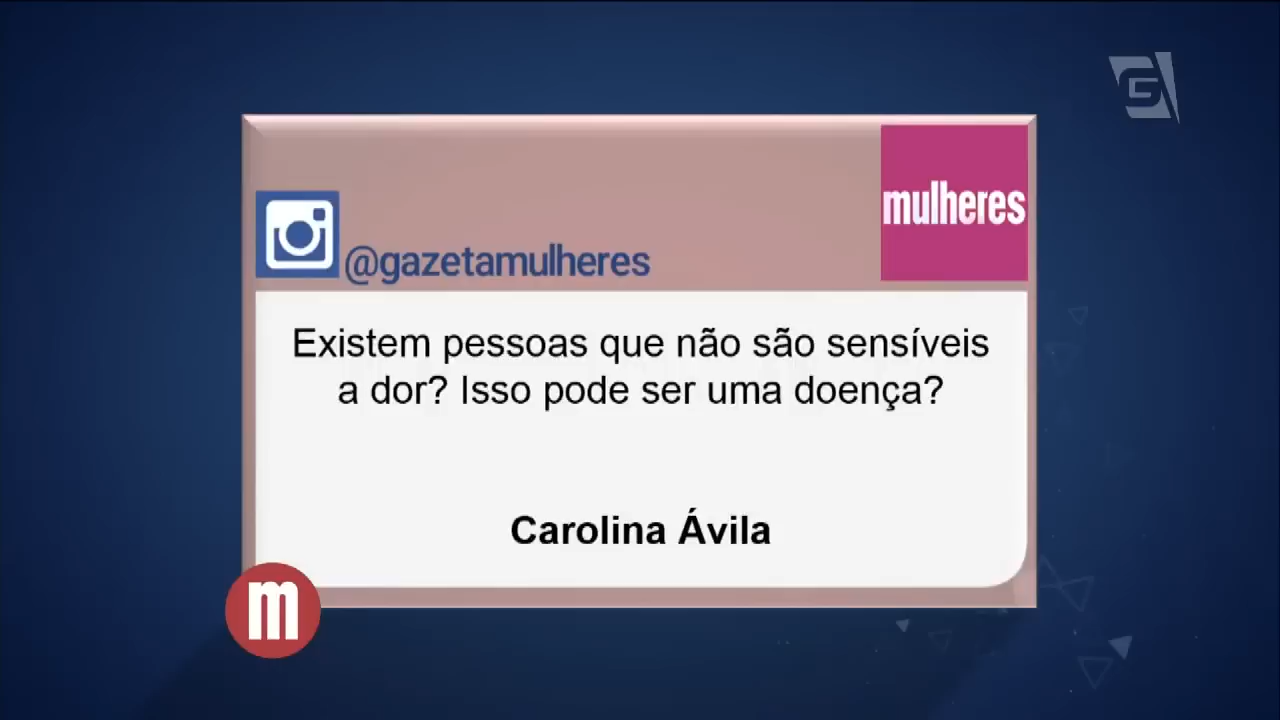 G
mulheres
@gazetamulheres
Existem pessoas que não são sensíveis
a dor? Isso pode ser uma doença?
Carolina Ávila
m